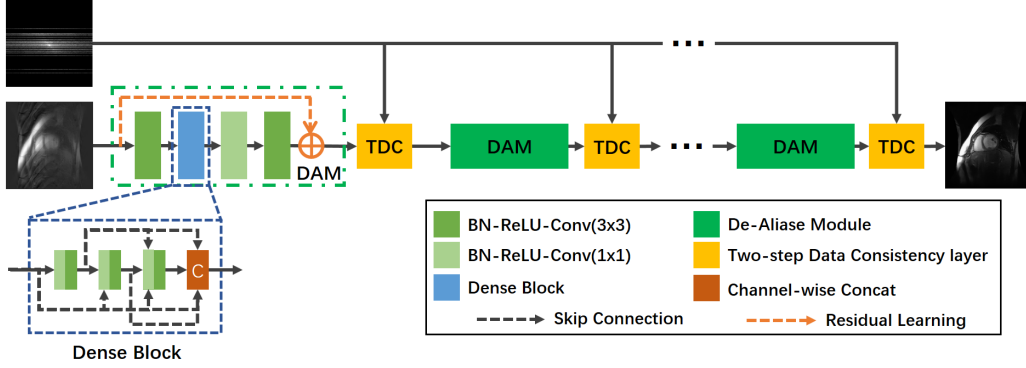 ...
DAM
TDC
DAM
TDC
...
DAM
TDC
C
Dense Block
BN-ReLU-Conv(3x3)
BN-ReLU-Conv(1x1)
Dense Block
Skip Connection
De-Aliase Module
Two-step Data Consistency layer
Channel-wise Concat
Residual Learning